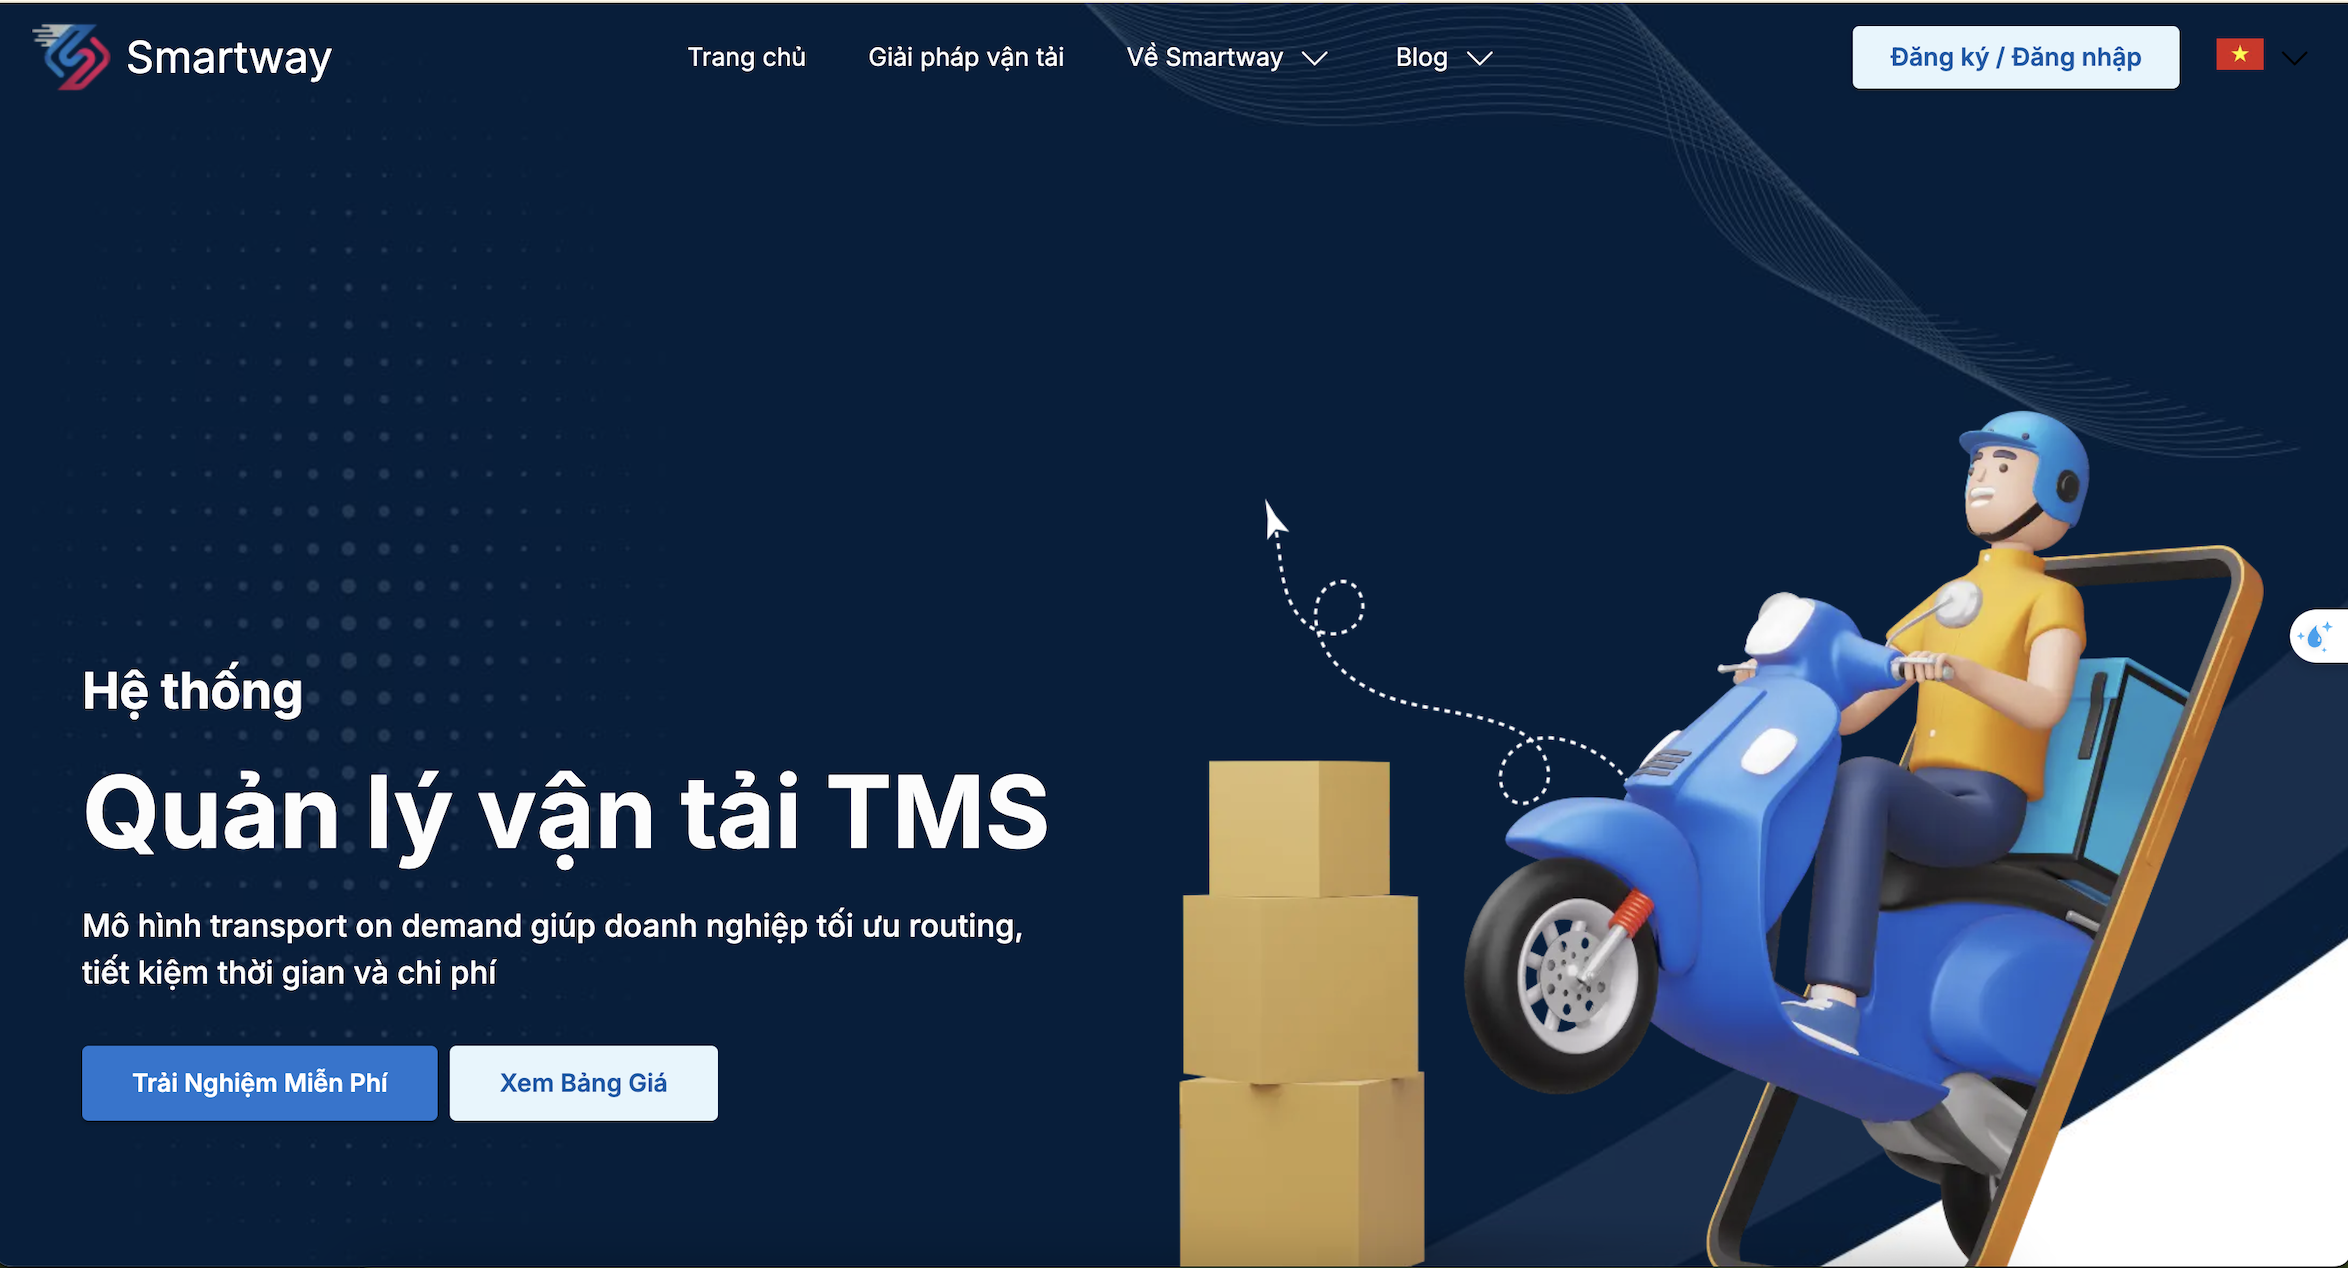 Smartway
Trang chủ
Giải pháp vận tải
Về Smartway
Blog
Đăng ký / Đăng nhập
Hệ thống
Quản lý vận tải TMS
Mô hình transport on demand giúp doanh nghiệp tối ưu routing,
tiết kiệm thời gian và chi phí
Trải Nghiệm Miễn Phí
Xem Bảng Giá